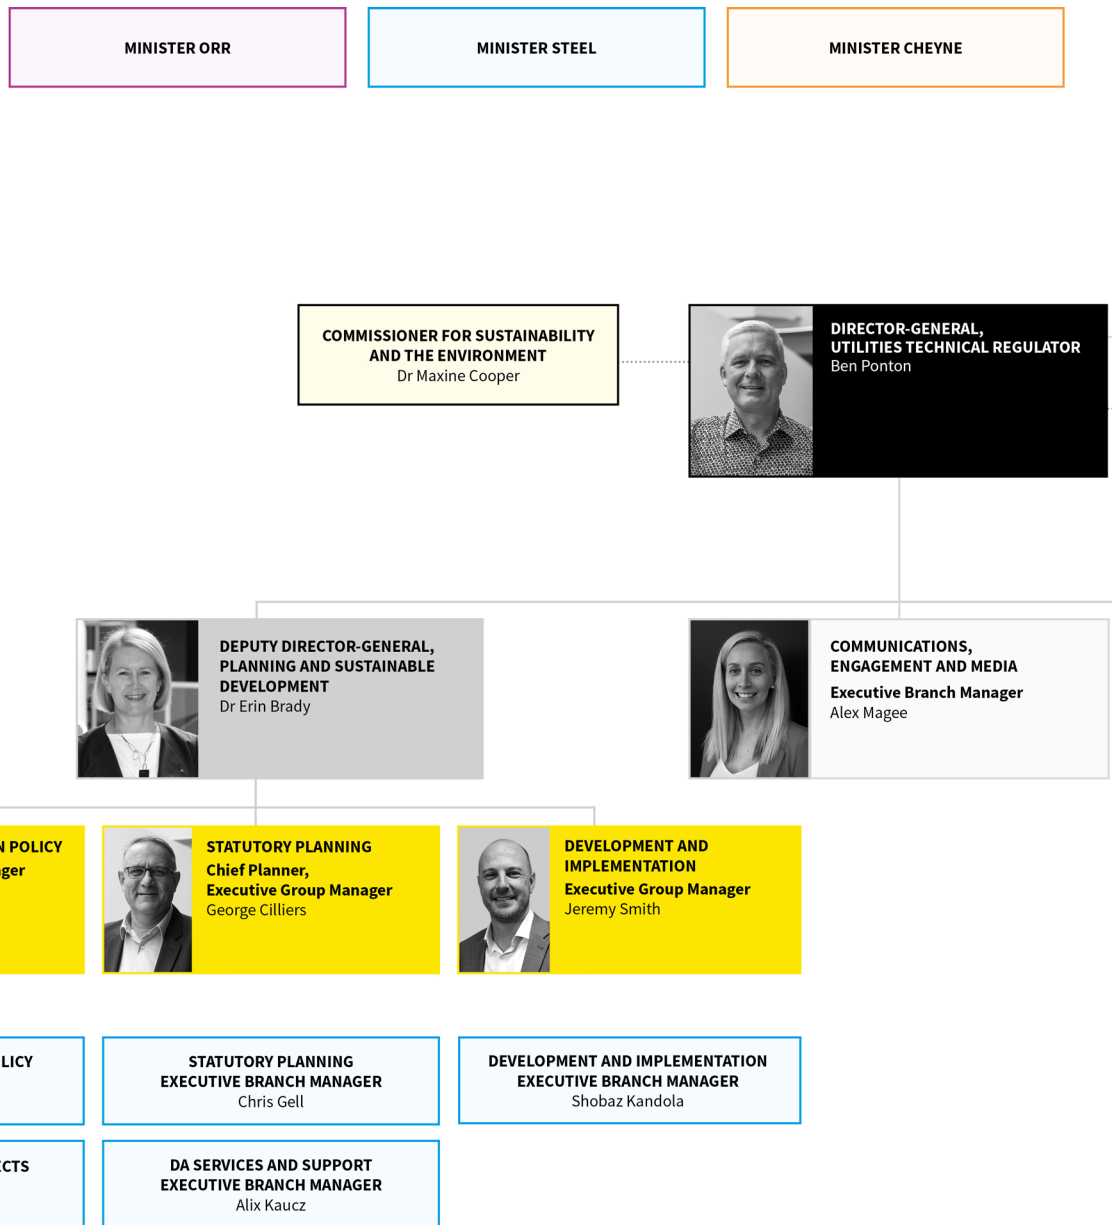 MINISTER ORR
MINISTER STEEL
MINISTER CHEYNE
COMMISSIONER FOR SUSTAINABILITY
AND THE ENVIRONMENT
Dr Maxine Cooper
DIRECTOR-GENERAL,
UTILITIES TECHNICAL REGULATOR
Ben Ponton
DEPUTY DIRECTOR-GENERAL,
PLANNING AND SUSTAINABLE
DEVELOPMENT
Dr Erin Brady
COMMUNICATIONS,
ENGAGEMENT AND MEDIA
Executive Branch Manager
Alex Magee
POLICY
STATUTORY PLANNING
Chief Planner,
Executive Group Manager
George Cilliers
DEVELOPMENT AND
IMPLEMENTATION
Executive Group Manager
Jeremy Smith
STATUTORY PLANNING
EXECUTIVE BRANCH MANAGER
Chris Gell
DEVELOPMENT AND IMPLEMENTATION
EXECUTIVE BRANCH MANAGER
Shobaz Kandola
DA SERVICES AND SUPPORT
EXECUTIVE BRANCH MANAGER
Alix Kaucz